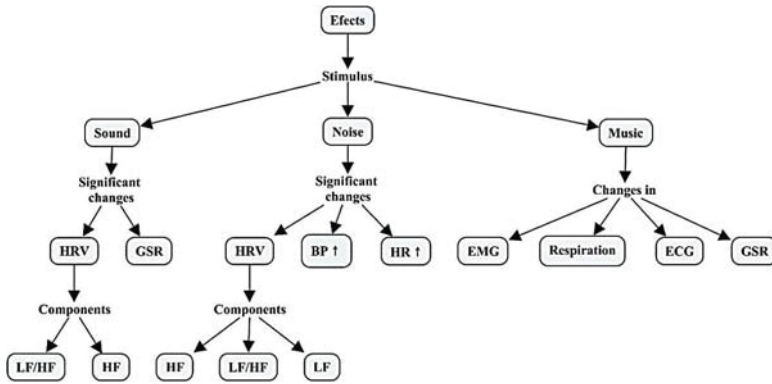 Efects
Stimulus
Sound
Noise
Music
Significant
changes
Significant
changes
Changes in
HRV
GSR
HRV
BP ↑
HR ↑
EMG
Respiration
ECG
GSR
Components
Components
LF/HF
HF
HF
LF/HF
LF